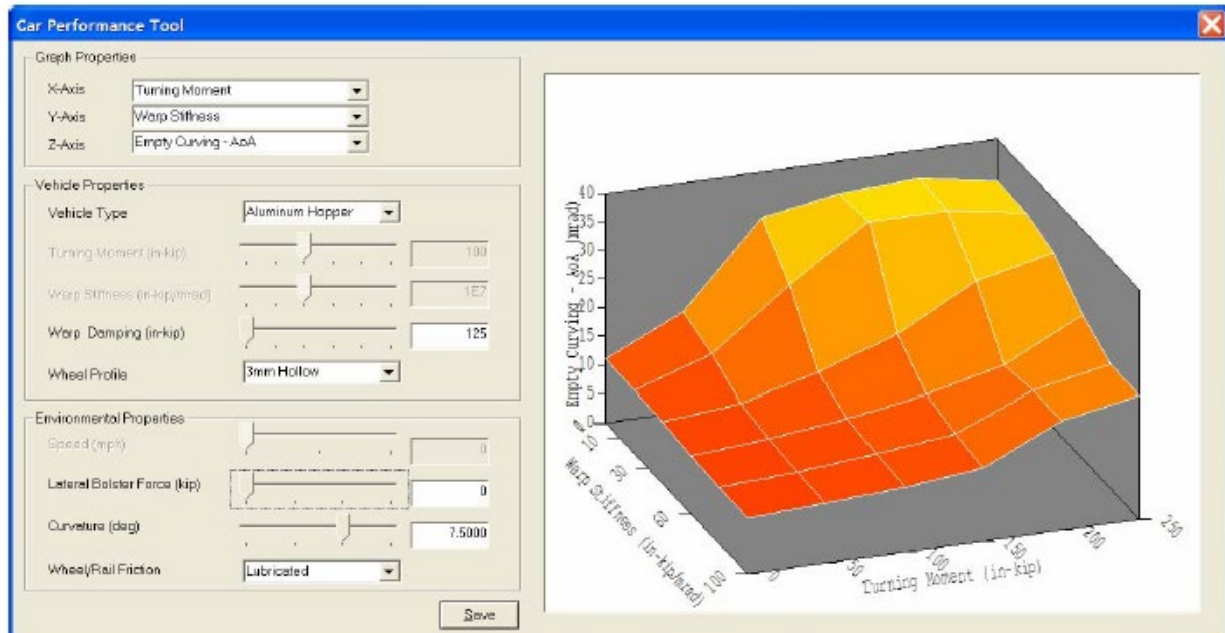 Car Performance Tool
Graph Properties
X-Axis Turning Moment
Y-Axis Warp Stiffness
Z-Axis Empty Curving - AoA
Vehicle Properties
Vehicle Type Aluminum Hopper
Turning Moment (in-kip) 100
Warp Stiffness (in-kip/mrad) 1E7
Warp Damping (in-kip) 125
Wheel Profile 3mm Hollow
Environmental Properties
Speed (mph) 0
Lateral Bolster Force (kip) 0
Curvature (deg) 7.5000
Wheel/Rail Friction Lubricated
Save
Empty Curving - AoA (mrad)
40
35
30
25
20
15
10
5
0
Warp Stiffness (in-kip/mrad)
10
100
Turning Moment (in-kip)
0
50
100
150
200
250